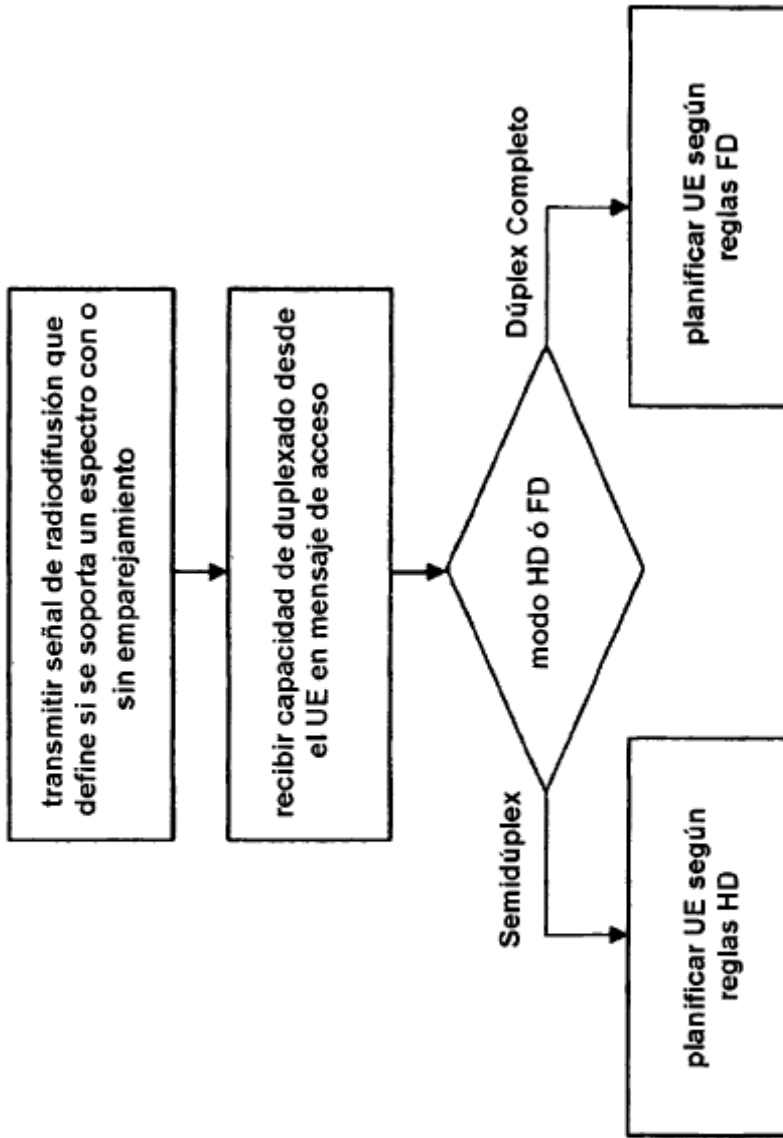 transmitir señal de radiodifusión que
define si se soporta un espectro con o
sin emparejamiento
recibir capacidad de duplexado desde
el UE en mensaje de acceso
modo HD ó FD
Semidúplex
Dúplex Completo
planificar UE según
reglas HD
planificar UE según
reglas FD